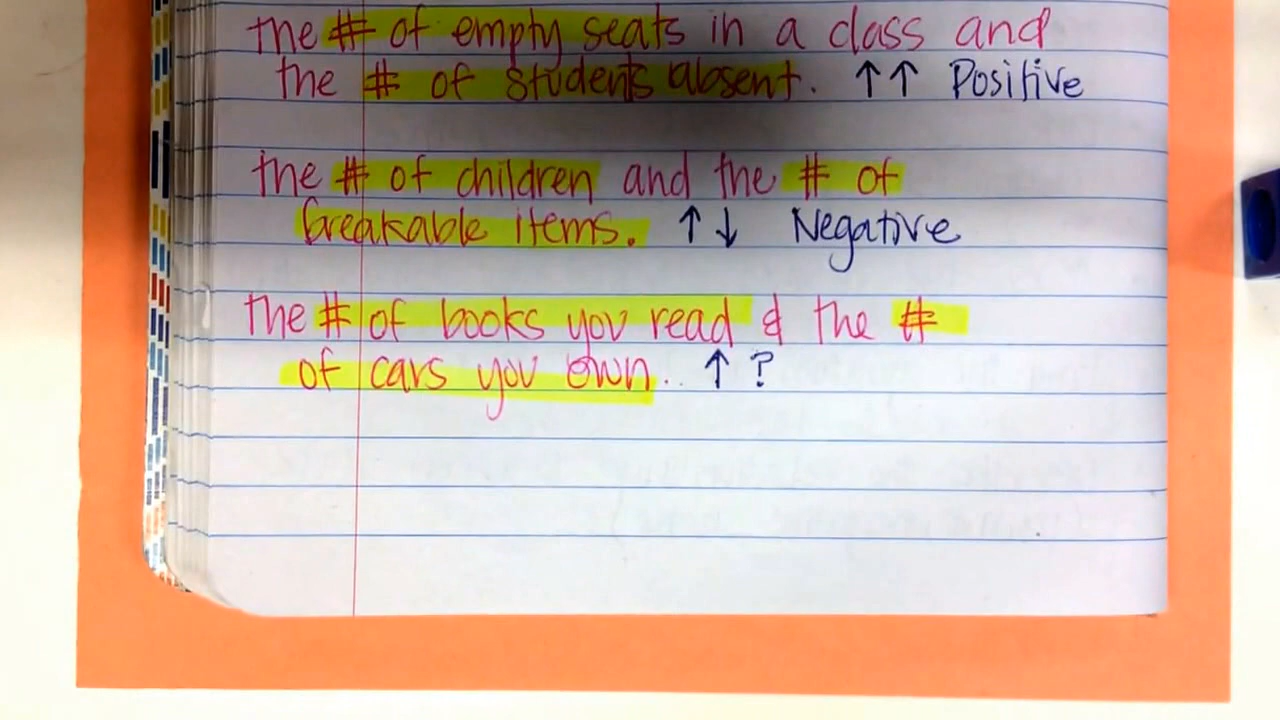 the # of empty seats in a class and
the # of students absent. ↑↑ Positive
the # of children and the # of
breakable items. ↑↓ Negative
the # of books you read & the #
of cars you own.. ↑ ?